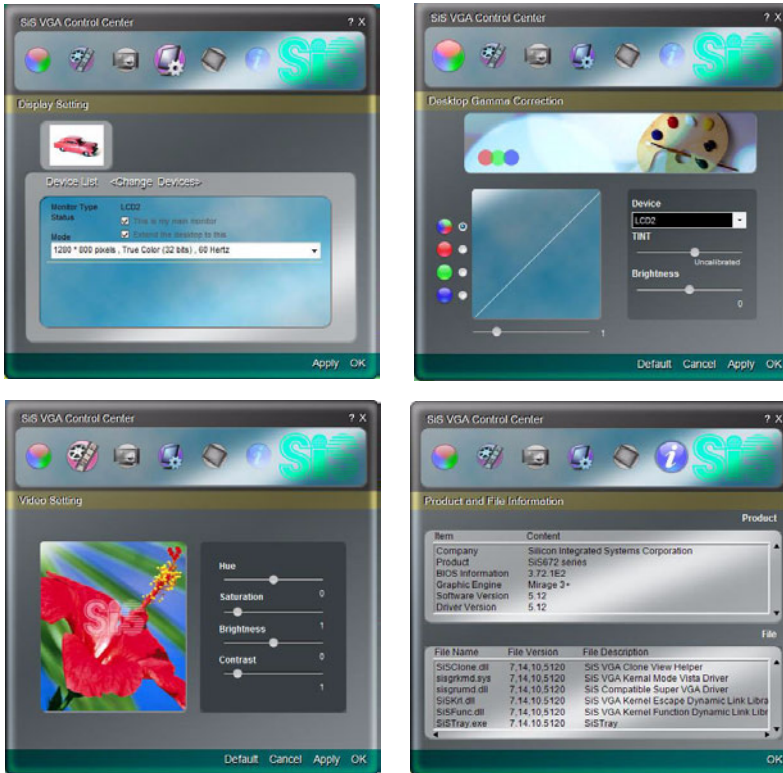 SiS VGA Control Center ? X
SiS
Display Setting
Device List <Change Devices>
Monitor Type LCD2
Status This is my main monitor
Extend the desktop to this
Mode
1280 * 800 pixels , True Color (32 bits) , 60 Hertz
Apply OK
SiS VGA Control Center ? X
SiS
Desktop Gamma Correction
Device
LCD2
TINT
Uncalibrated
Brightness
0
1
Default Cancel Apply OK
SiS VGA Control Center ? X
SiS
Video Setting
SiS
Hue
0
Saturation
1
Brightness
0
Contrast
1
Default Cancel Apply OK
SiS VGA Control Center ? X
SiS
Product and File Information
Product
Item Content
Company Silicon Integrated Systems Corporation
Product SiS672 series
BIOS Information 3.72.1E2
Graphic Engine Mirage 3+
Software Version 5.12
Driver Version 5.12
File
File Name File Version File Description
SiSClone.dll 7,14,10,5120 SiS VGA Clone View Helper
sisgrkmd.sys 7,14,10,5120 SiS VGA Kernal Mode Vista Driver
sisgrumd.dll 7,14,10,5120 SiS Compatible Super VGA Driver
SiSKrl.dll 7,14,10,5120 SiS VGA Kernel Escape Dynamic Link Libra
SiSFunc.dll 7,14,10,5120 SiS VGA Kernel Function Dynamic Link Libr
SiSTray.exe 7.14.10.5120 SiSTray
OK